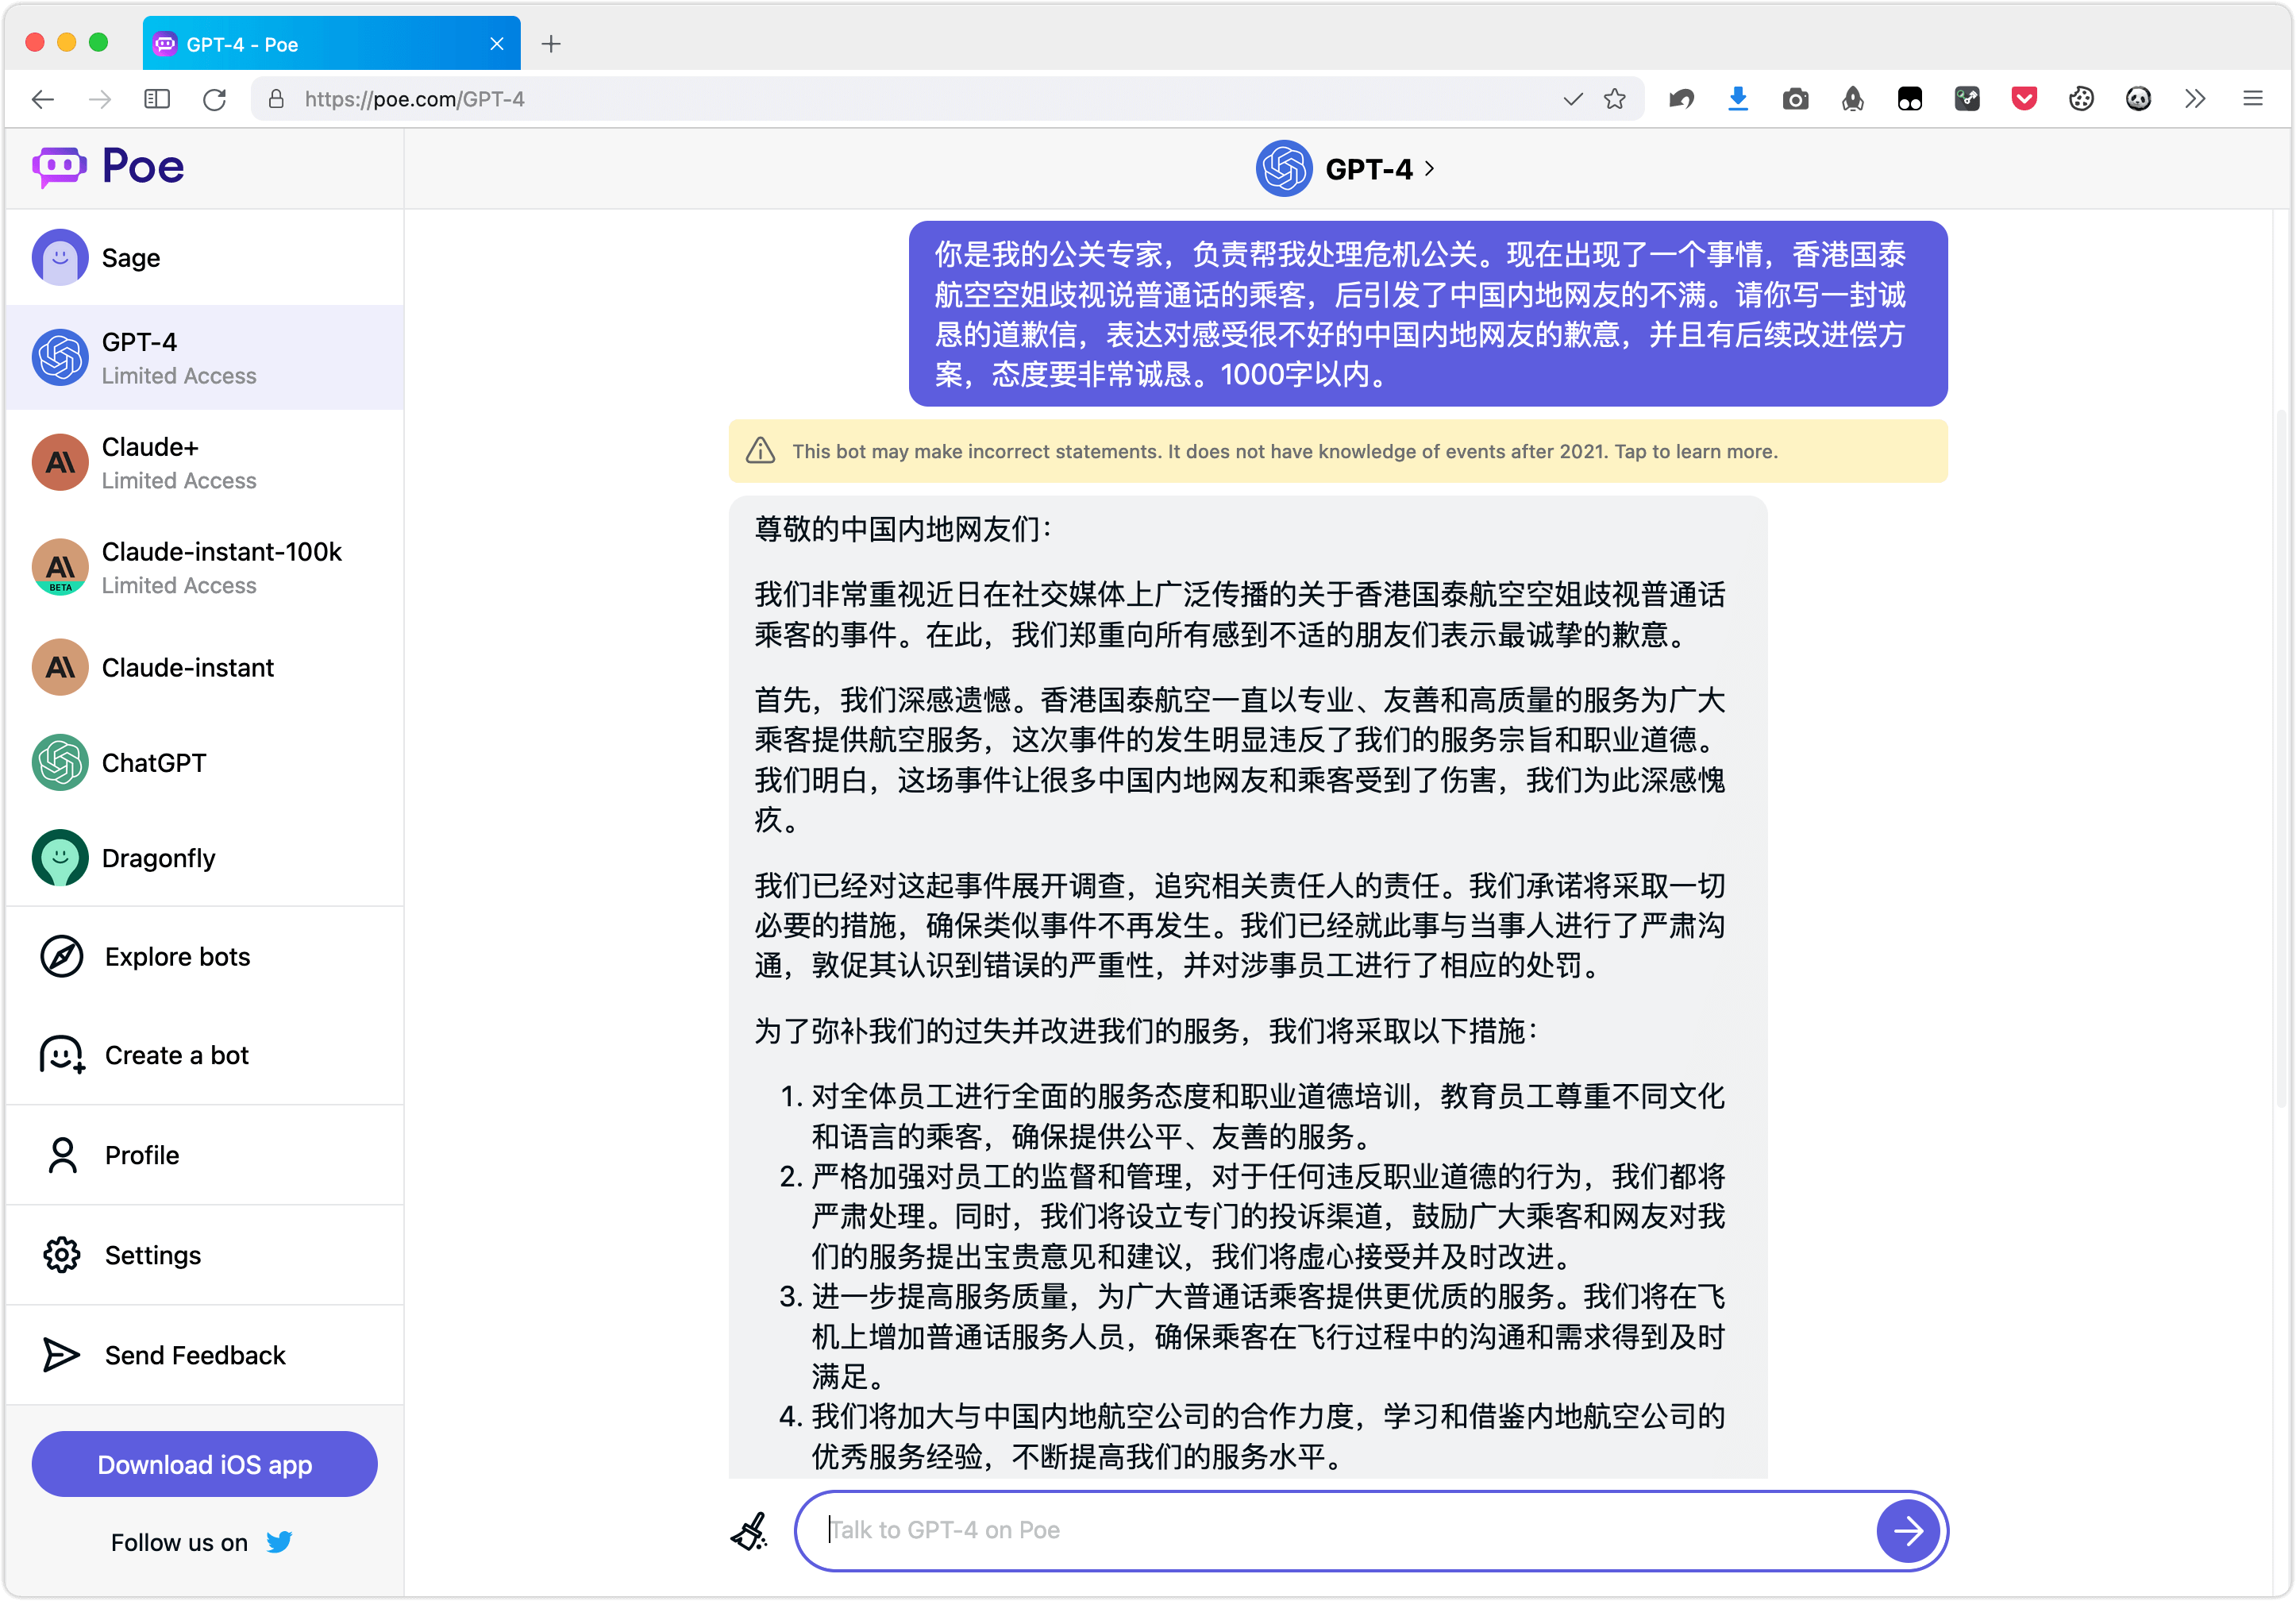 GPT-4 - Poe
https://poe.com/GPT-4
Poe
GPT-4
Sage
GPT-4
Limited Access
Claude+
Limited Access
Claude-instant-100k
Limited Access
BETA
Claude-instant
ChatGPT
Dragonfly
Explore bots
Create a bot
Profile
Settings
Send Feedback
Download iOS app
Follow us on
你是我的公关专家，负责帮我处理危机公关。现在出现了一个事情，香港国泰
航空空姐歧视说普通话的乘客，后引发了中国内地网友的不满。请你写一封诚
恳的道歉信，表达对感受很不好的中国内地网友的歉意，并且有后续改进偿方
案，态度要非常诚恳。1000字以内。
This bot may make incorrect statements. It does not have knowledge of events after 2021. Tap to learn more.
尊敬的中国内地网友们：
我们非常重视近日在社交媒体上广泛传播的关于香港国泰航空空姐歧视普通话
乘客的事件。在此，我们郑重向所有感到不适的朋友们表示最诚挚的歉意。
首先，我们深感遗憾。香港国泰航空一直以专业、友善和高质量的服务为广大
乘客提供航空服务，这次事件的发生明显违反了我们的服务宗旨和职业道德。
我们明白，这场事件让很多中国内地网友和乘客受到了伤害，我们为此深感愧
疚。
我们已经对这起事件展开调查，追究相关责任人的责任。我们承诺将采取一切
必要的措施，确保类似事件不再发生。我们已经就此事与当事人进行了严肃沟
通，敦促其认识到错误的严重性，并对涉事员工进行了相应的处罚。
为了弥补我们的过失并改进我们的服务，我们将采取以下措施：
1. 对全体员工进行全面的服务态度和职业道德培训，教育员工尊重不同文化
和语言的乘客，确保提供公平、友善的服务。
2. 严格加强对员工的监督和管理，对于任何违反职业道德的行为，我们都将
严肃处理。同时，我们将设立专门的投诉渠道，鼓励广大乘客和网友对我
们的服务提出宝贵意见和建议，我们将虚心接受并及时改进。
3. 进一步提高服务质量，为广大普通话乘客提供更优质的服务。我们将在飞
机上增加普通话服务人员，确保乘客在飞行过程中的沟通和需求得到及时
满足。
4. 我们将加大与中国内地航空公司的合作力度，学习和借鉴内地航空公司的
优秀服务经验，不断提高我们的服务水平。
Talk to GPT-4 on Poe